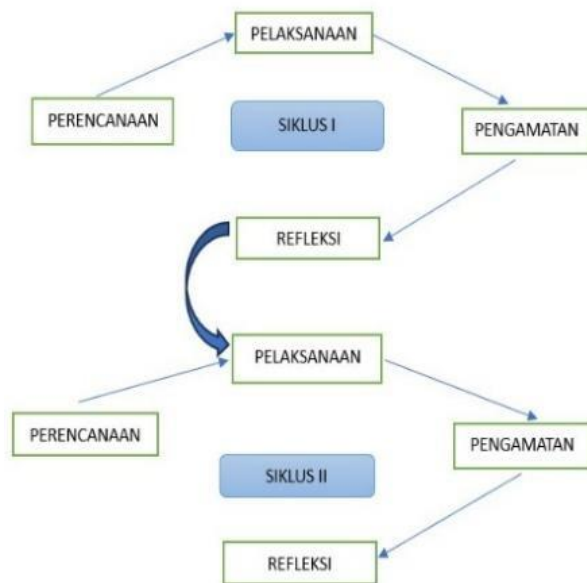 PELAKSANAAN
PERENCANAAN
SIKLUS I
PENGAMATAN
REFLEKSI
PELAKSANAAN
PERENCANAAN
PENGAMATAN
SIKLUS II
REFLEKSI